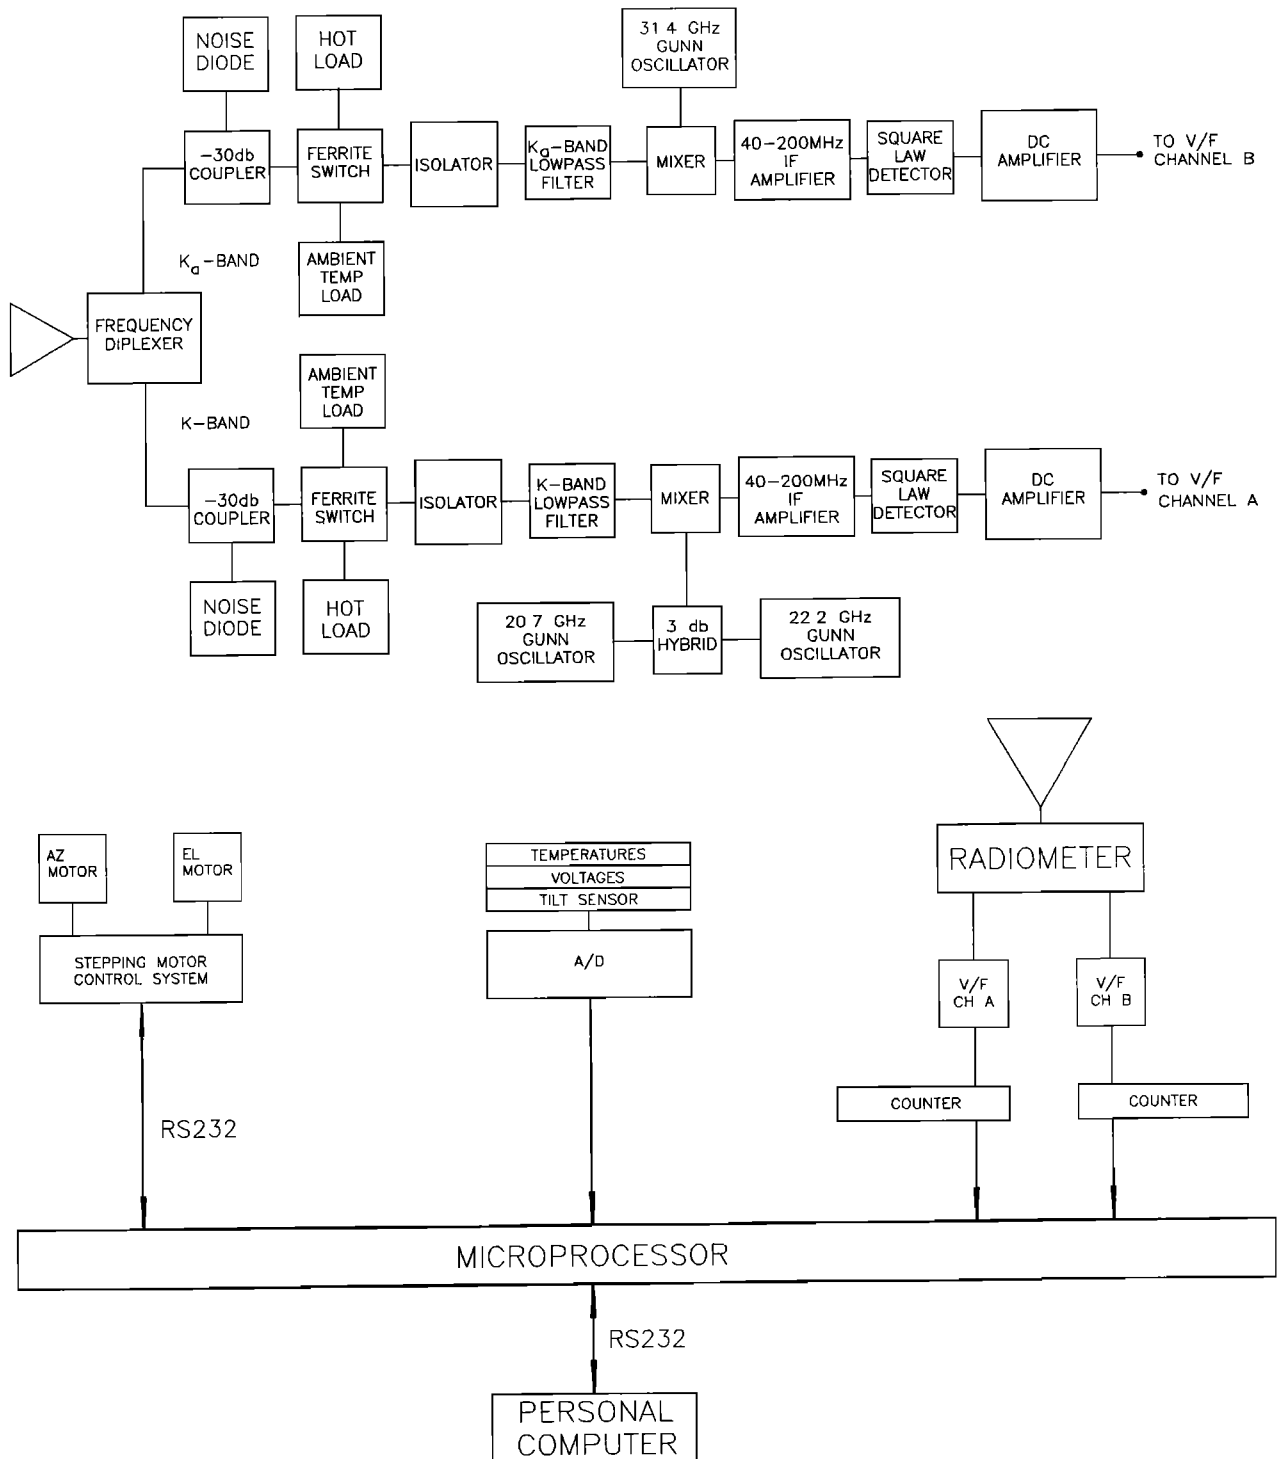 NOISE
DIODE
HOT
LOAD
31 4 GHz
GUNN
OSCILLATOR
-30db
COUPLER
FERRITE
SWITCH
ISOLATOR
Ka-BAND
LOWPASS
FILTER
MIXER
40-200MHz
IF
AMPLIFIER
SQUARE
LAW
DETECTOR
DC
AMPLIFIER
TO V/F
CHANNEL B
Ka-BAND
AMBIENT
TEMP
LOAD
FREQUENCY
DIPLEXER
AMBIENT
TEMP
LOAD
K-BAND
-30db
COUPLER
FERRITE
SWITCH
ISOLATOR
K-BAND
LOWPASS
FILTER
MIXER
40-200MHz
IF
AMPLIFIER
SQUARE
LAW
DETECTOR
DC
AMPLIFIER
TO V/F
CHANNEL A
NOISE
DIODE
HOT
LOAD
20 7 GHz
GUNN
OSCILLATOR
3 db
HYBRID
22 2 GHz
GUNN
OSCILLATOR
AZ
MOTOR
EL
MOTOR
TEMPERATURES
VOLTAGES
TILT SENSOR
RADIOMETER
STEPPING MOTOR
CONTROL SYSTEM
A/D
V/F
CH A
V/F
CH B
COUNTER
COUNTER
RS232
MICROPROCESSOR
RS232
PERSONAL
COMPUTER